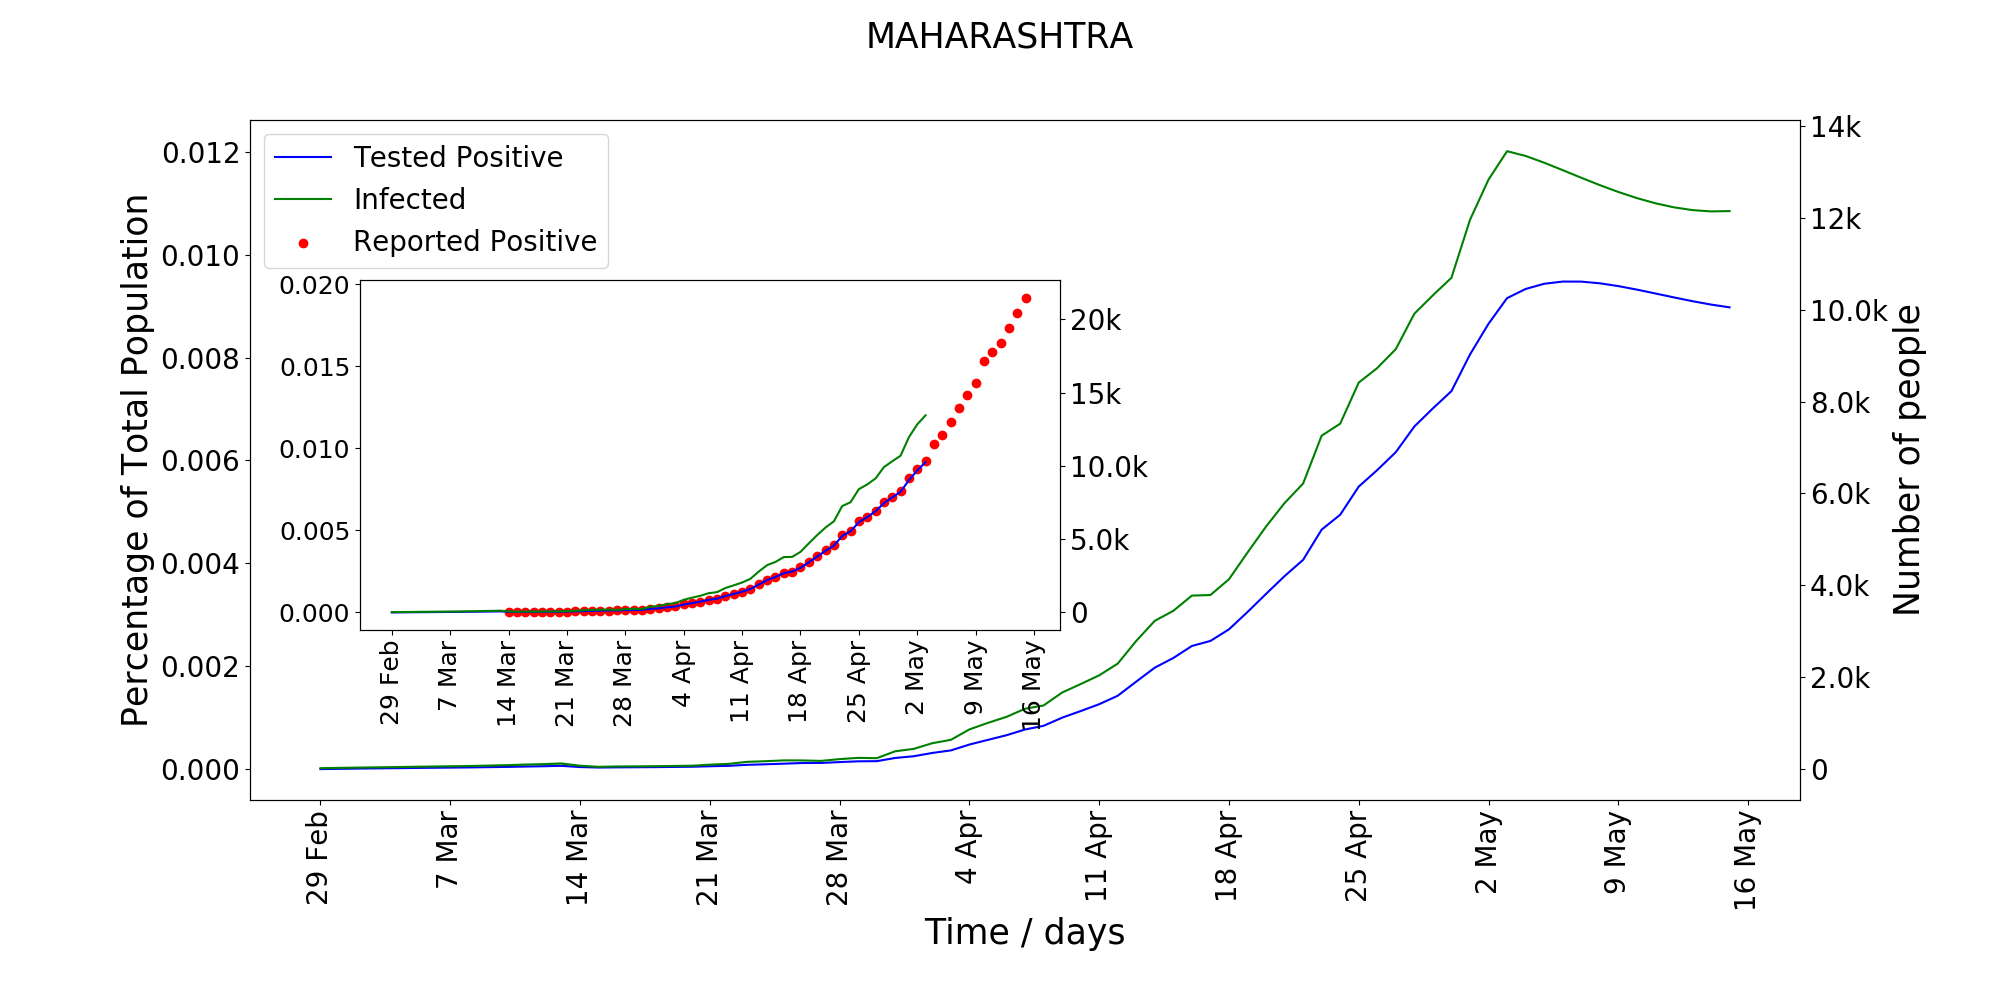 MAHARASHTRA
Tested Positive
Infected
Reported Positive
Percentage of Total Population
0.012
0.010
0.008
0.006
0.004
0.002
0.000
14k
12k
10.0k
8.0k
6.0k
4.0k
2.0k
0
Number of people
0.020
0.015
0.010
0.005
0.000
20k
15k
10.0k
5.0k
0
29 Feb
7 Mar
14 Mar
21 Mar
28 Mar
4 Apr
11 Apr
18 Apr
25 Apr
2 May
9 May
16 May
29 Feb
7 Mar
14 Mar
21 Mar
28 Mar
4 Apr
11 Apr
18 Apr
25 Apr
2 May
9 May
16 May
Time / days